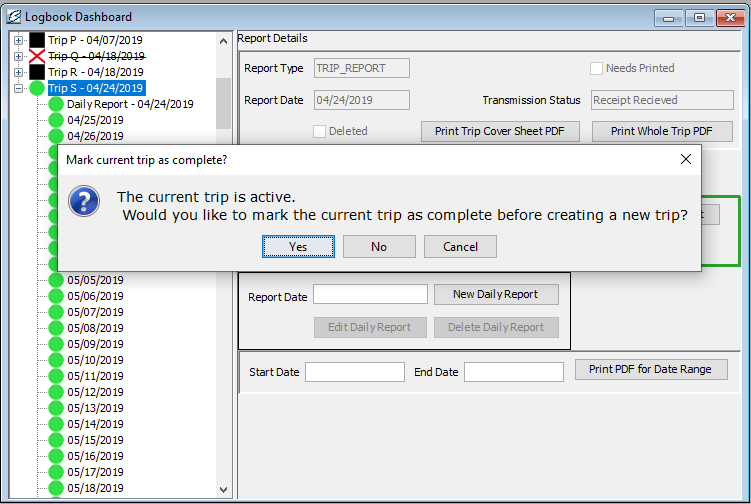 Logbook Dashboard
Trip P - 04/07/2019
Trip Q - 04/18/2019
Trip R - 04/18/2019
Trip S - 04/24/2019
Daily Report - 04/24/2019
04/25/2019
04/26/2019
Report Details
Report Type TRIP_REPORT Needs Printed
Report Date 04/24/2019 Transmission Status Receipt Recieved
Deleted Print Trip Cover Sheet PDF Print Whole Trip PDF
Mark current trip as complete?
The current trip is active.
Would you like to mark the current trip as complete before creating a new trip?
Yes No Cancel
05/05/2019
05/06/2019
05/07/2019
05/08/2019
05/09/2019
05/10/2019
05/11/2019
05/12/2019
05/13/2019
05/14/2019
05/15/2019
05/16/2019
05/17/2019
05/18/2019
Report Date New Daily Report
Edit Daily Report Delete Daily Report
Start Date End Date Print PDF for Date Range